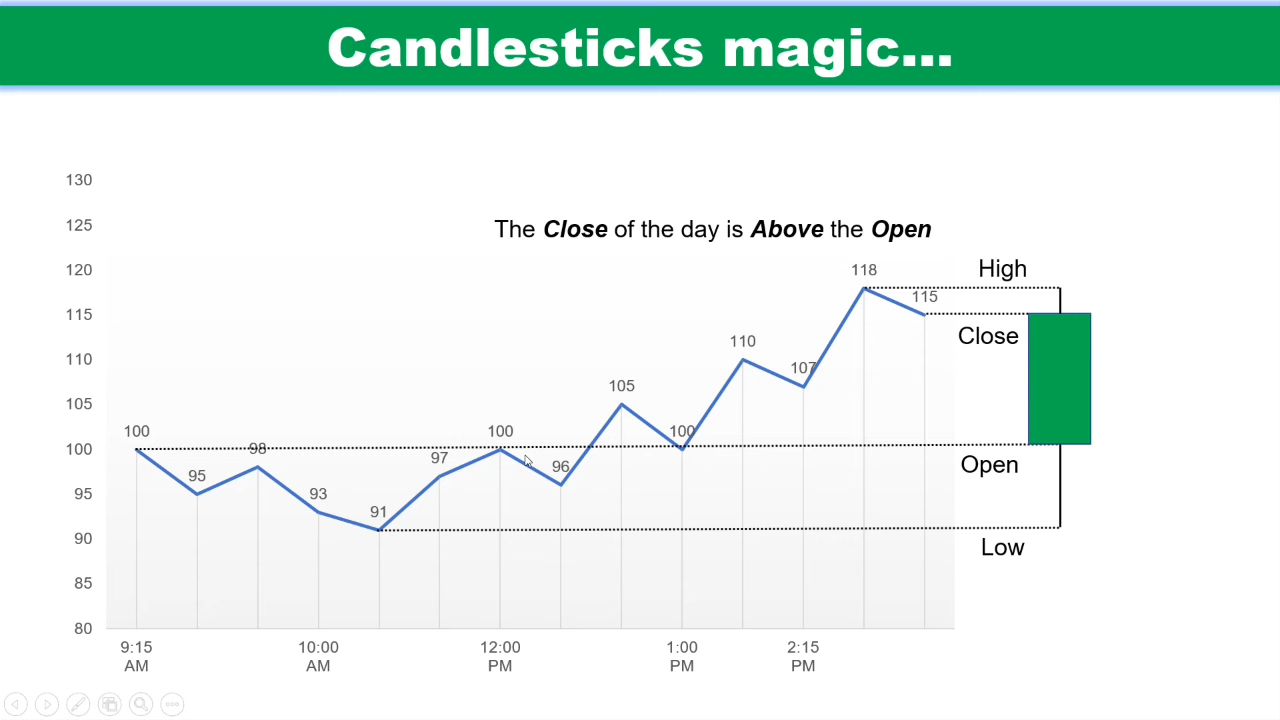 Candlesticks magic...
130
125
The Close of the day is Above the Open
120
118
High
115
115
Close
110
110
107
105
105
100
100
98
100
100
Open
97
96
95
95
93
91
90
Low
85
80
9:15 AM
10:00 AM
12:00 PM
1:00 PM
2:15 PM